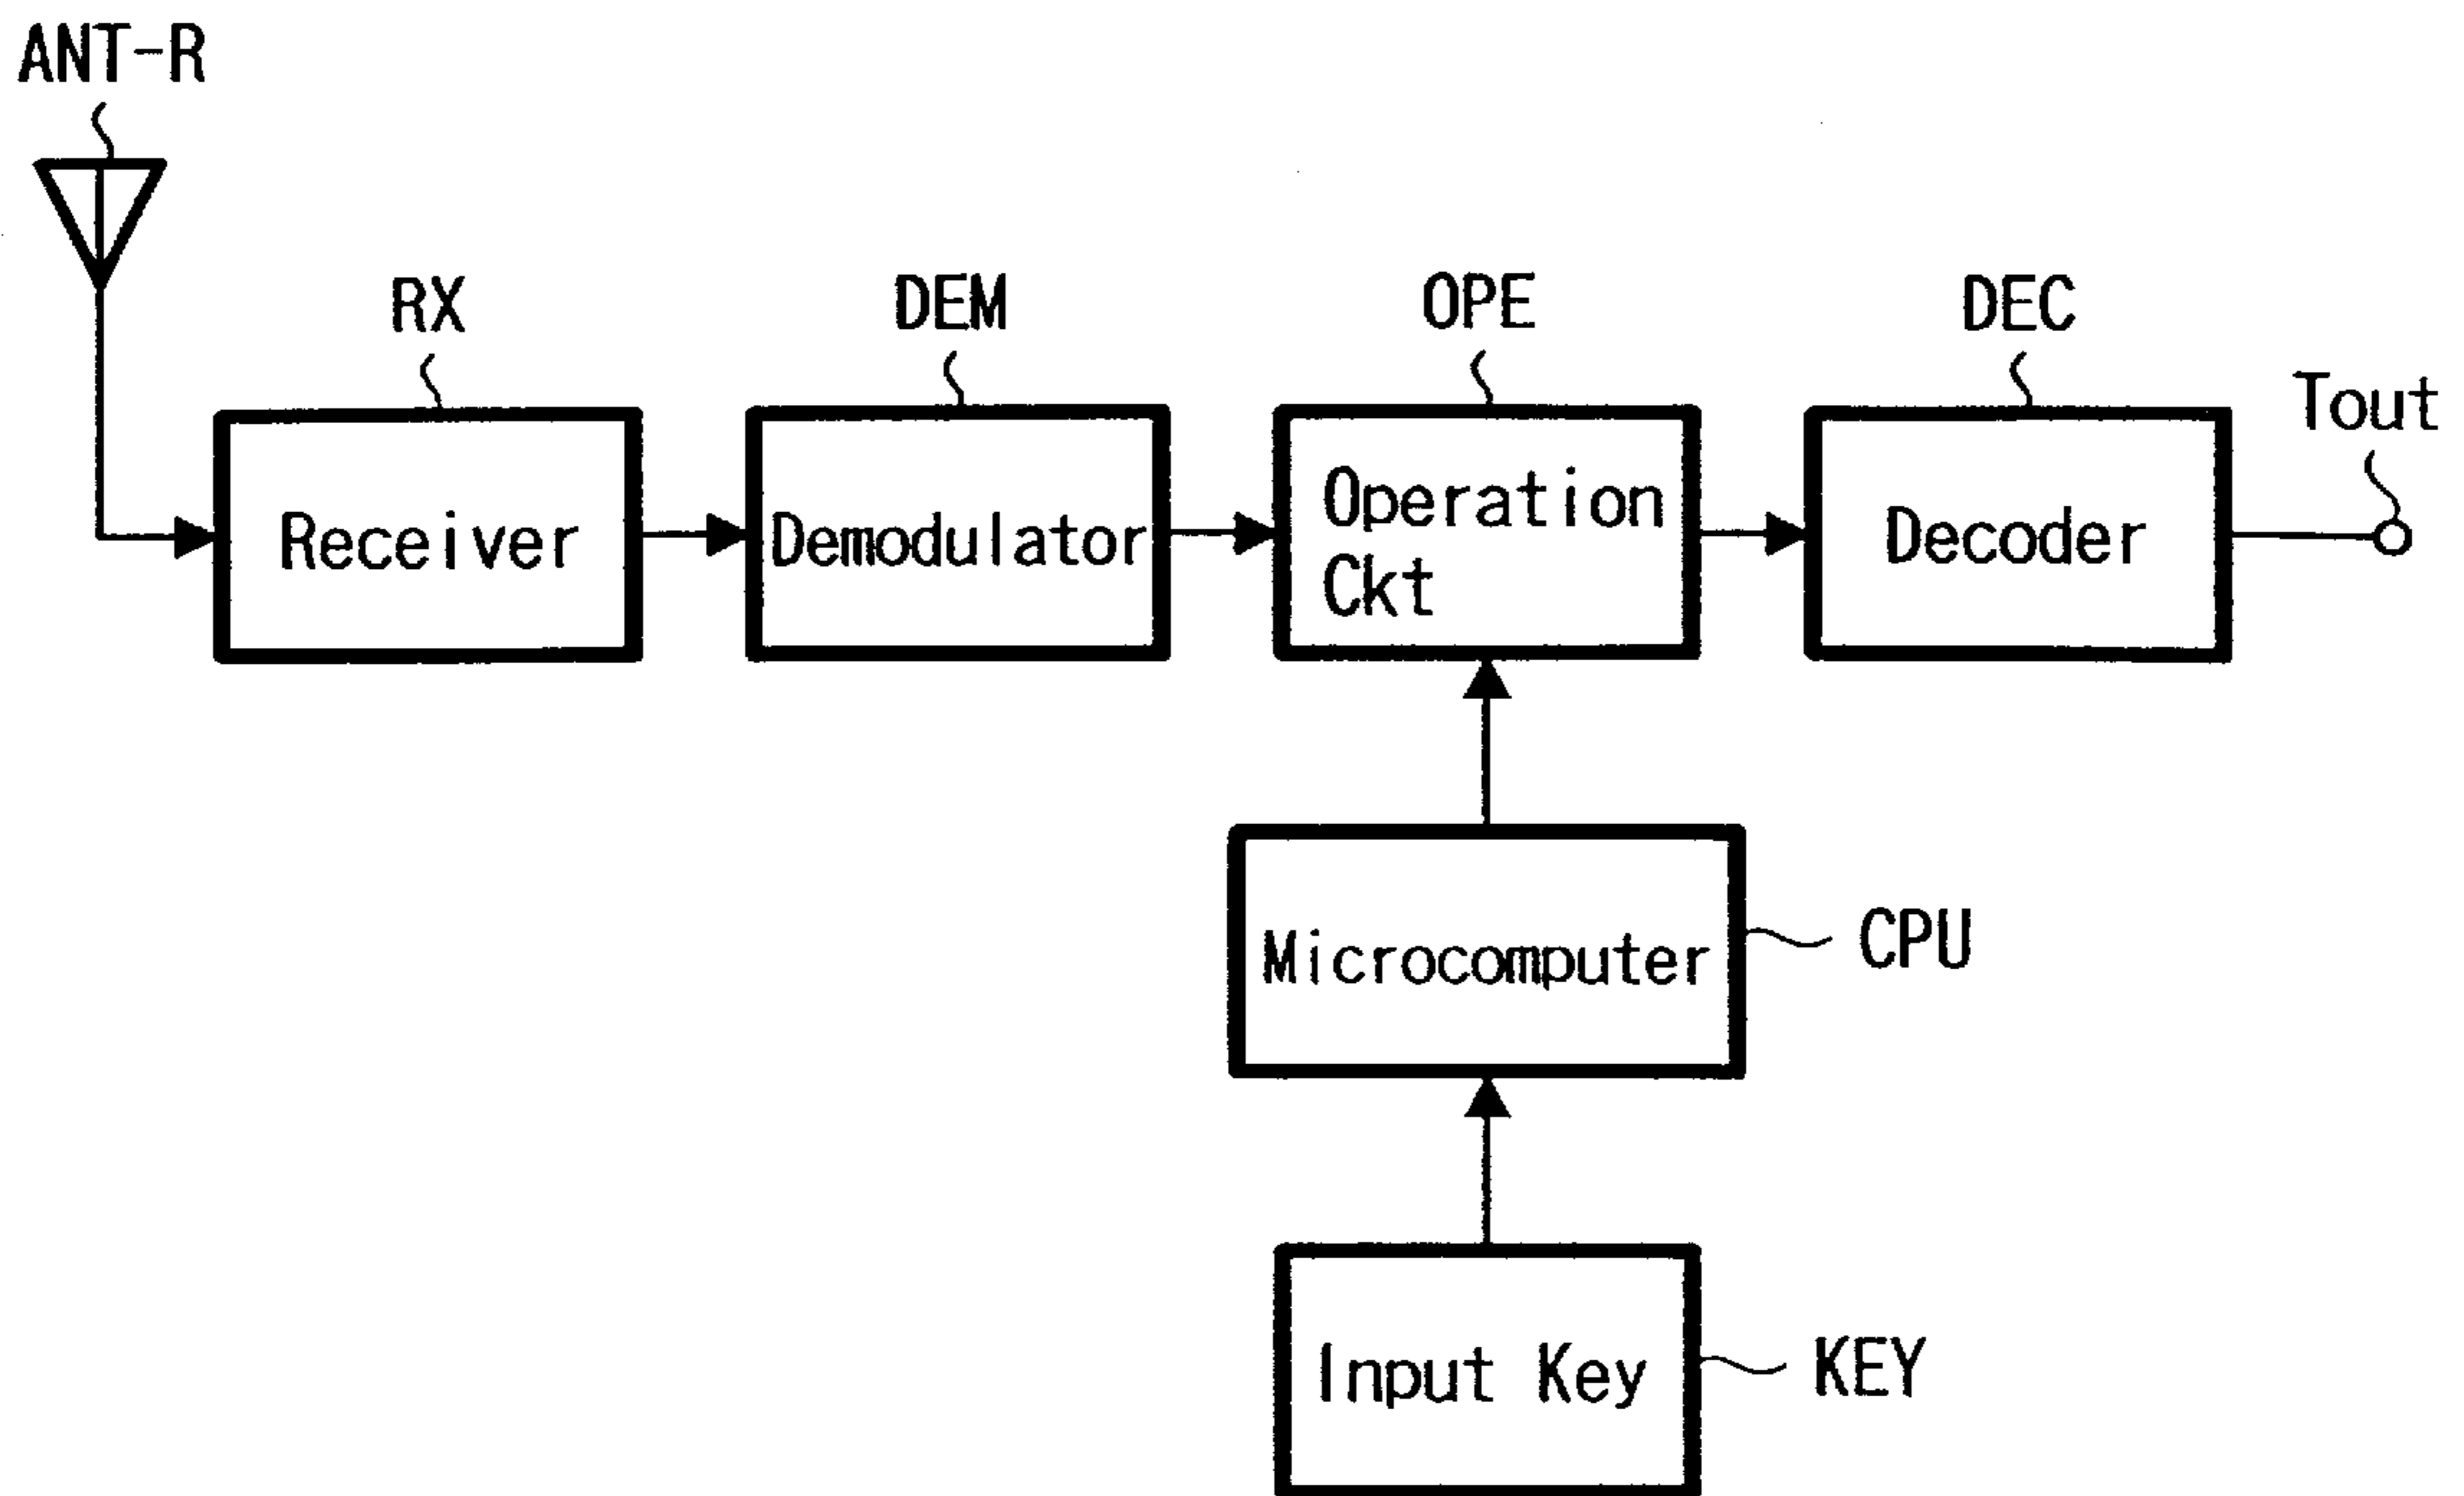 ANT-R
RX
DEM
OPE
DEC
Tout
Receiver
Demodulator
Operation
Ckt
Decoder
Microcomputer
CPU
Input Key
KEY